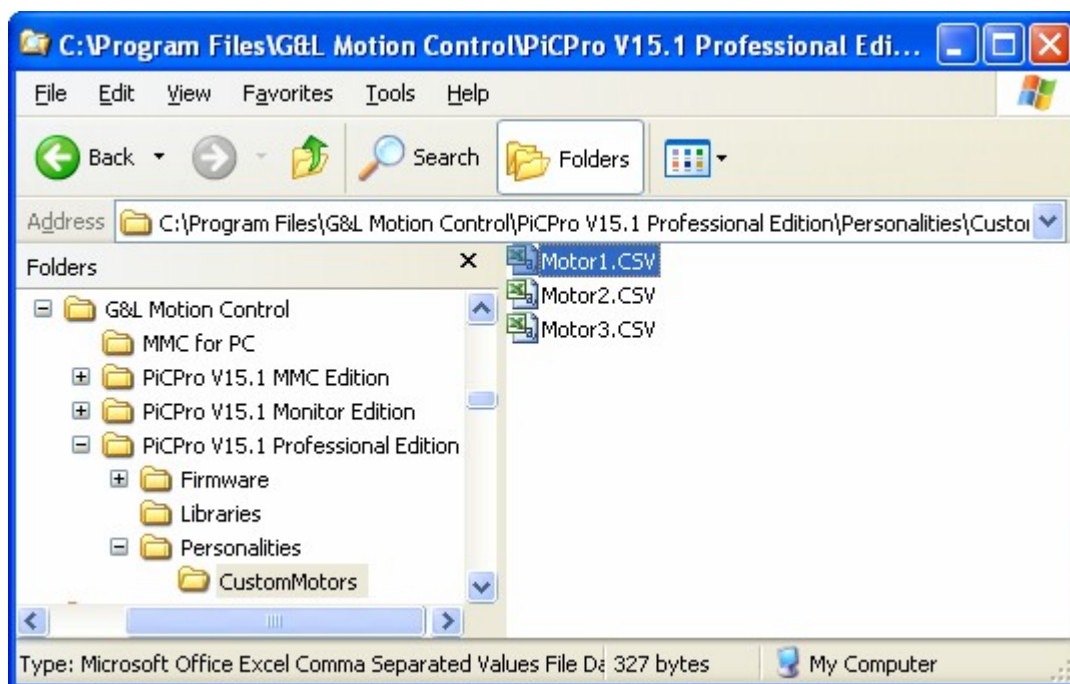 C:\Program Files\G&L Motion Control\PiCPro V15.1 Professional Edi...
File Edit View Favorites Tools Help
Back Search Folders
Address C:\Program Files\G&L Motion Control\PiCPro V15.1 Professional Edition\Personalities\Custo
Folders
G&L Motion Control
MMC for PC
PiCPro V15.1 MMC Edition
PiCPro V15.1 Monitor Edition
PiCPro V15.1 Professional Edition
Firmware
Libraries
Personalities
CustomMotors
Motor1.CSV
Motor2.CSV
Motor3.CSV
Type: Microsoft Office Excel Comma Separated Values File Da 327 bytes My Computer